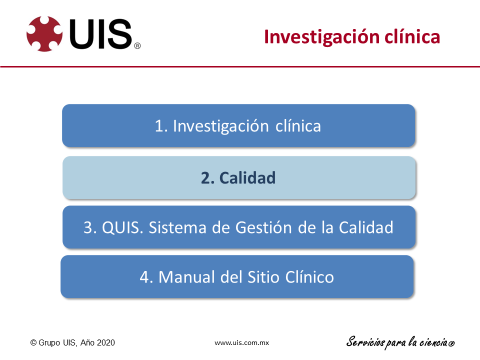 UIS®
Investigación clínica
1. Investigación clínica
2. Calidad
3. QUIS. Sistema de Gestión de la Calidad
4. Manual del Sitio Clínico
© Grupo UIS, Año 2020
www.uis.com.mx
Servicios para la ciencia®